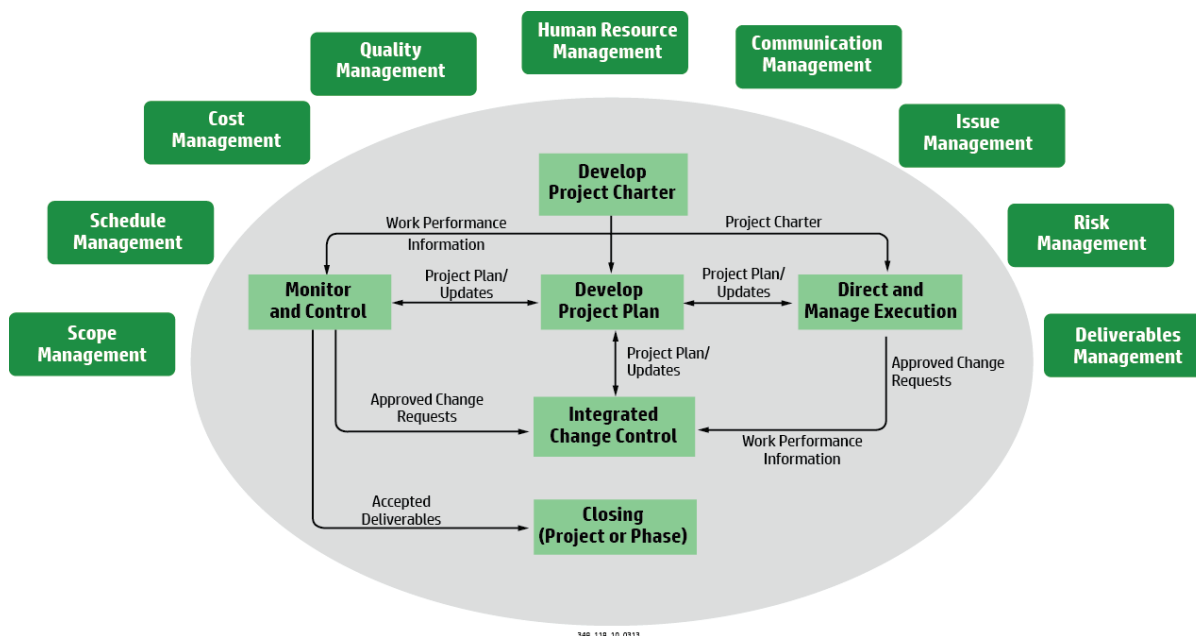 Human Resource
Management
Communication
Management
Quality
Management
Cost
Management
Issue
Management
Schedule
Management
Risk
Management
Scope
Management
Deliverables
Management
Develop
Project Charter
Work Performance
Information
Project Charter
Monitor
and Control
Project Plan/
Updates
Develop
Project Plan
Project Plan/
Updates
Direct and
Manage Execution
Project Plan/
Updates
Approved Change
Requests
Approved Change
Requests
Integrated
Change Control
Work Performance
Information
Accepted
Deliverables
Closing
(Project or Phase)